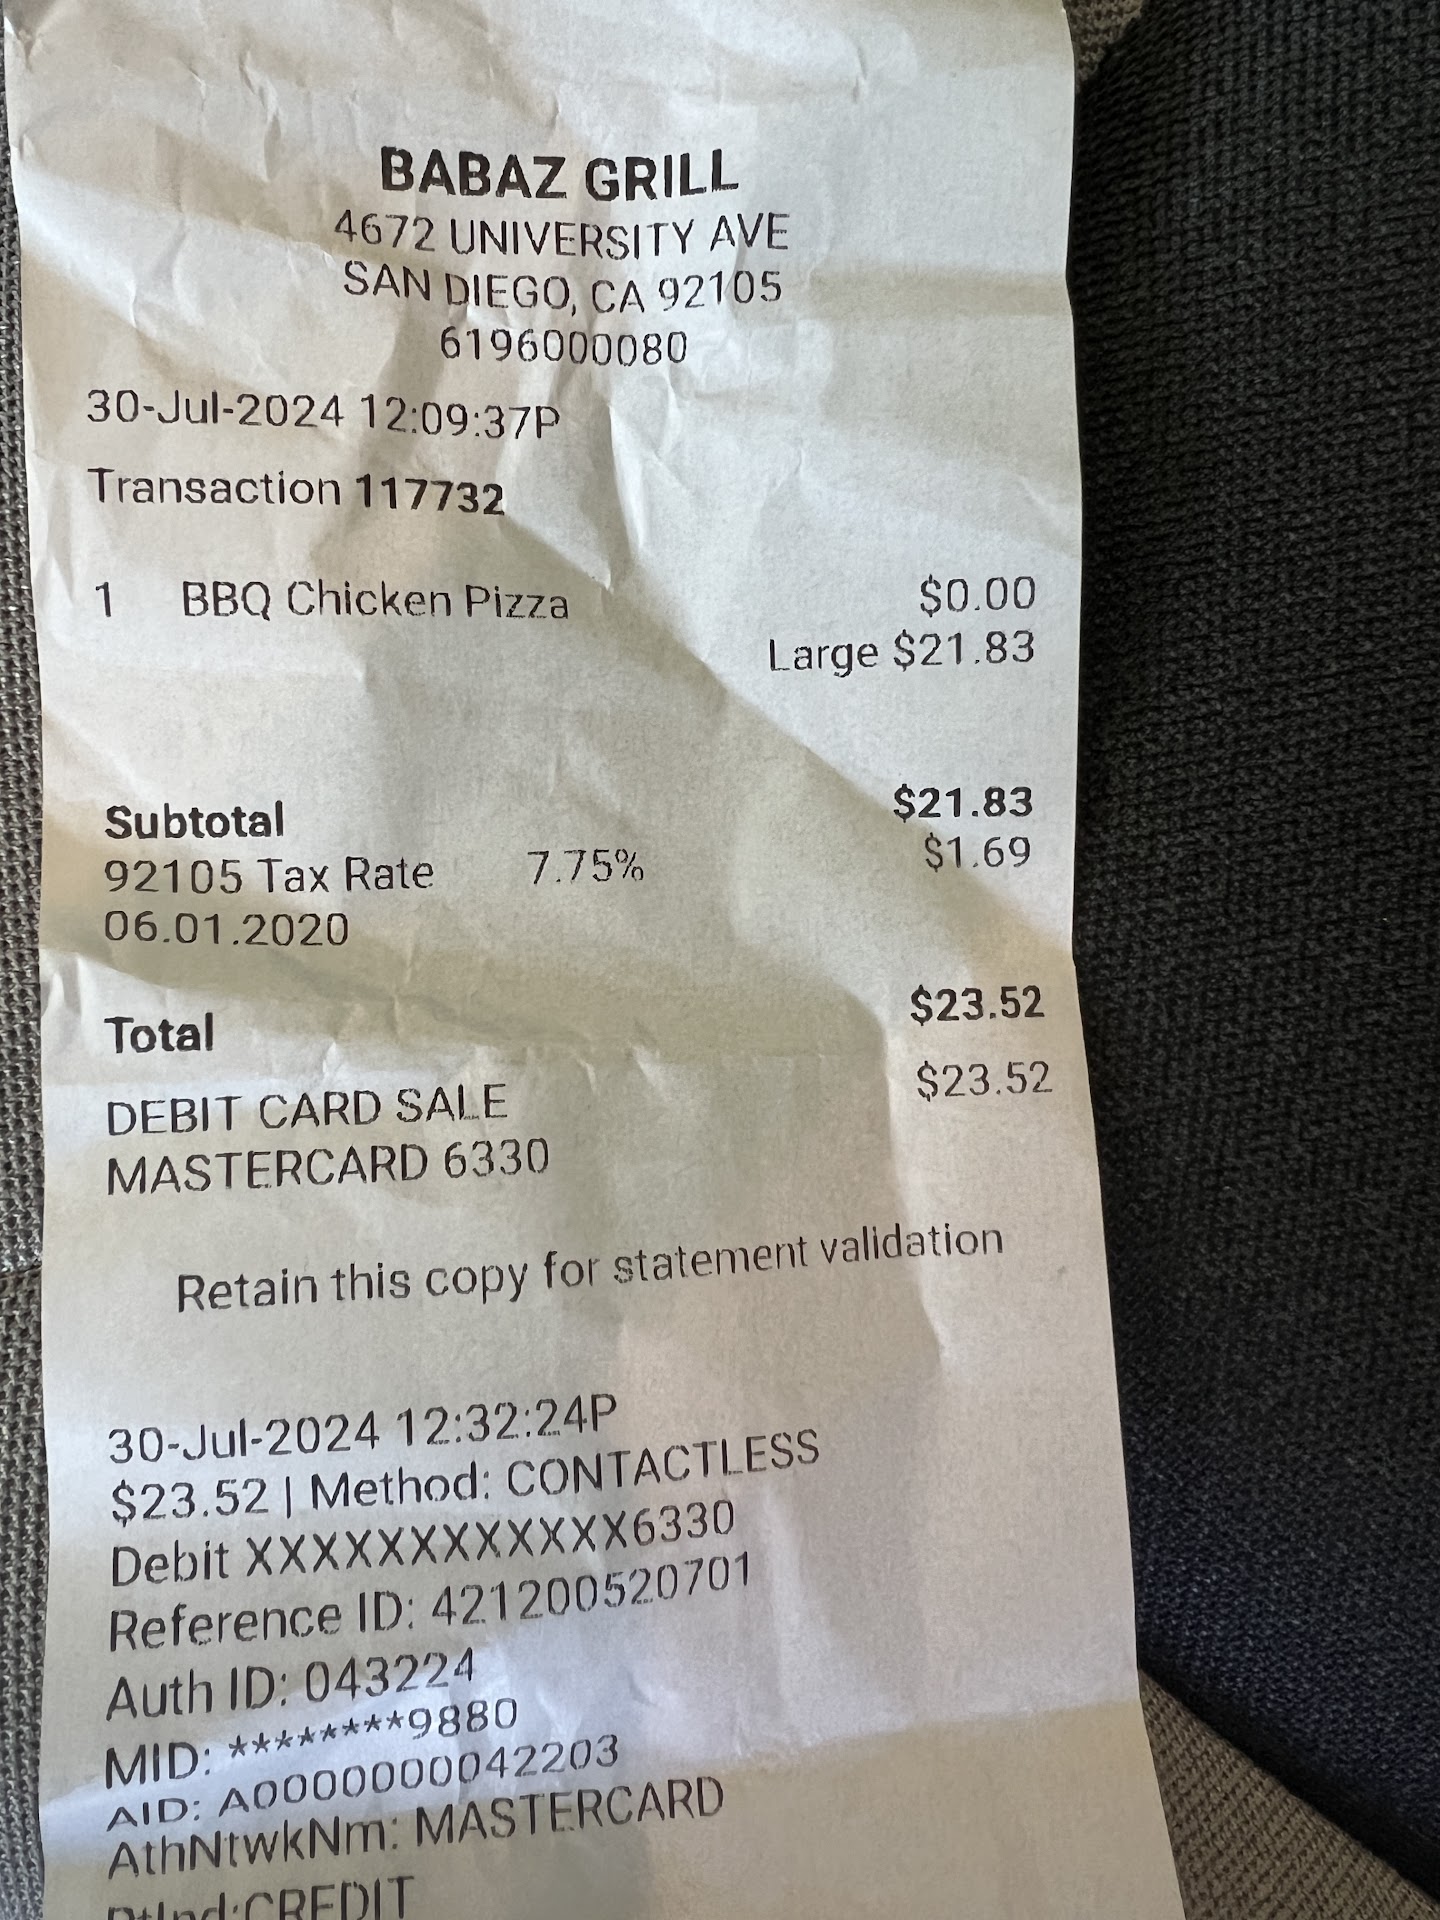 BABAZ GRILL
4672 UNIVERSITY AVE
SAN DIEGO, CA 92105
6196000080
30-Jul-2024 12:09:37P
Transaction 117732
1 BBQ Chicken Pizza $0.00
Large $21.83
Subtotal $21.83
92105 Tax Rate 7.75% $1.69
06.01.2020
Total $23.52
DEBIT CARD SALE $23.52
MASTERCARD 6330
Retain this copy for statement validation
30-Jul-2024 12:32:24P
$23.52 | Method: CONTACTLESS
Debit XXXXXXXXXXXX6330
Reference ID: 421200520701
Auth ID: 043224
MID: ********9880
AID: A0000000042203
AthNtwkNm: MASTERCARD
RtInd:CREDIT